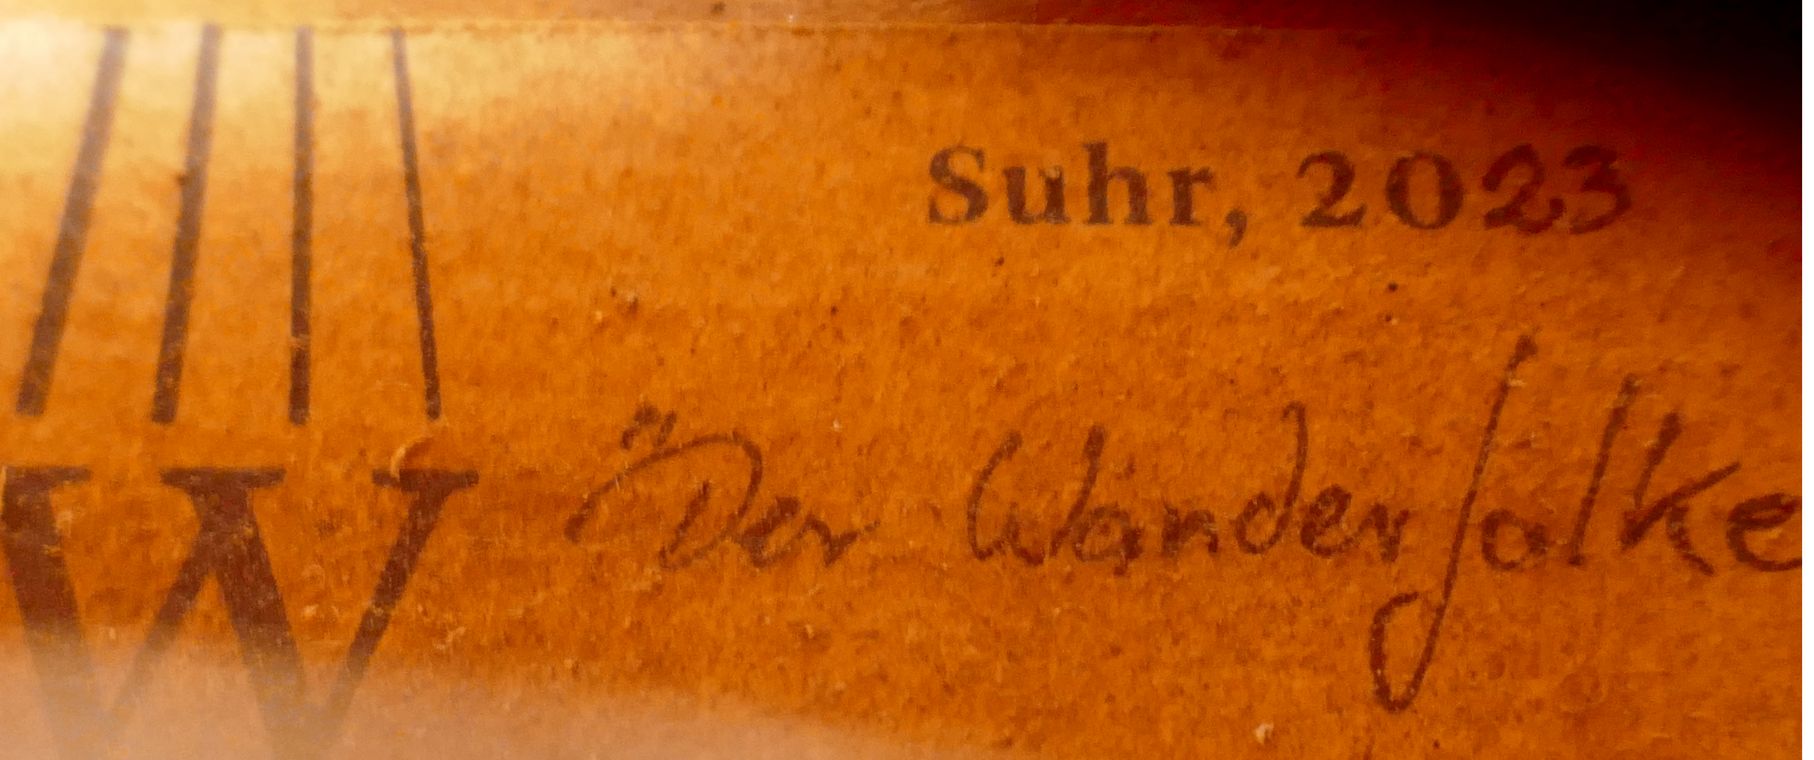 Suhr, 2023
W "Der Wanderfalke